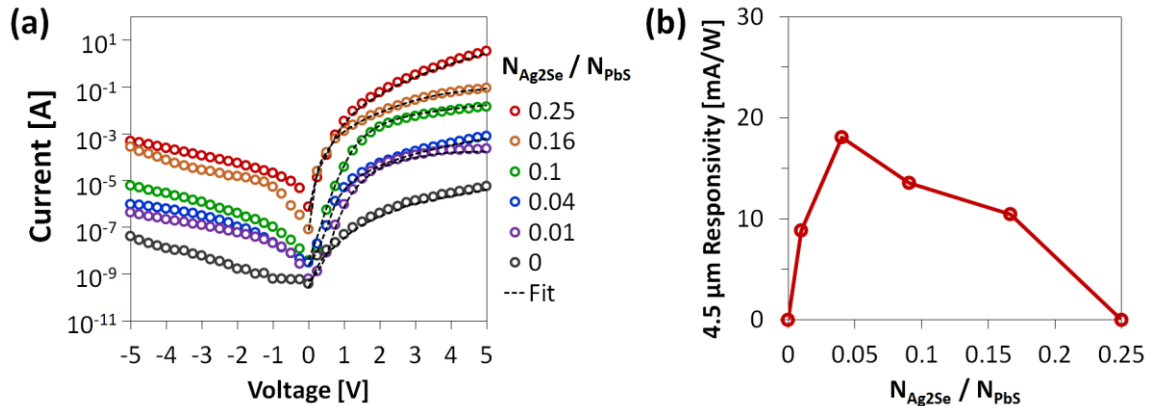 (a)
Current [A]
10¹
10⁻¹
10⁻³
10⁻⁵
10⁻⁷
10⁻⁹
10⁻¹¹
-5 -4 -3 -2 -1 0 1 2 3 4 5
Voltage [V]
N_Ag2Se / N_PbS
0.25
0.16
0.1
0.04
0.01
0
Fit
(b)
4.5 µm Responsivity [mA/W]
30
20
10
0
0 0.05 0.1 0.15 0.2 0.25
N_Ag2Se / N_PbS